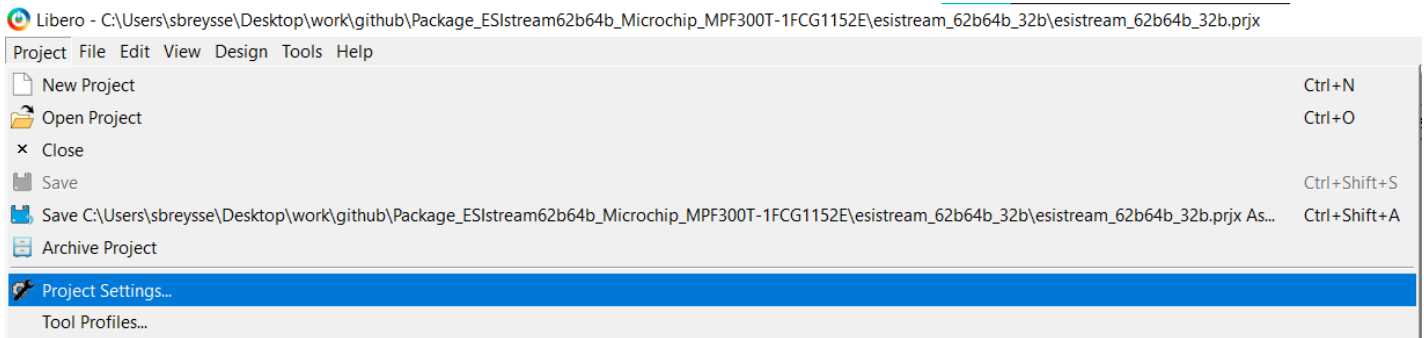 Libero - C:\Users\sbreysse\Desktop\work\github\Package_ESIstream62b64b_Microchip_MPF300T-1FCG1152E\esistream_62b64b_32b\esistream_62b64b_32b.prjx
Project File Edit View Design Tools Help
New Project Ctrl+N
Open Project Ctrl+O
Close
Save Ctrl+Shift+S
Save C:\Users\sbreysse\Desktop\work\github\Package_ESIstream62b64b_Microchip_MPF300T-1FCG1152E\esistream_62b64b_32b\esistream_62b64b_32b.prjx As... Ctrl+Shift+A
Archive Project
Project Settings...
Tool Profiles...